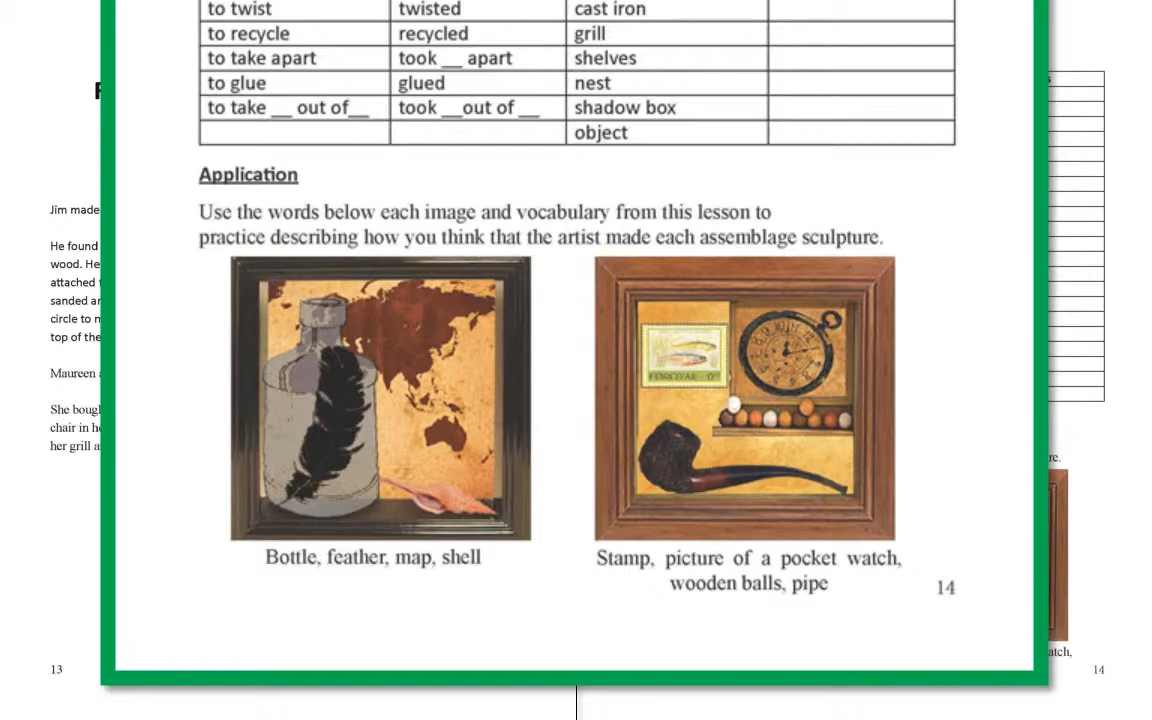 to twist twisted cast iron
to recycle recycled grill
to take apart took __ apart shelves
to glue glued nest
to take __ out of__ took __out of __ shadow box
object
Application
Use the words below each image and vocabulary from this lesson to
practice describing how you think that the artist made each assemblage sculpture.
FØROYAR
Bottle, feather, map, shell
Stamp, picture of a pocket watch,
wooden balls, pipe
14
Jim made
He found
wood. He
attached
sanded
circle to
top of the
Maureen
chair in
her grill
13
re.
atch,
14